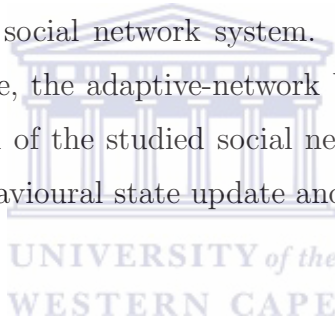 social network system.
e, the adaptive-network
of the studied social ne
avioural state update and
UNIVERSITY of the
WESTERN CAPE